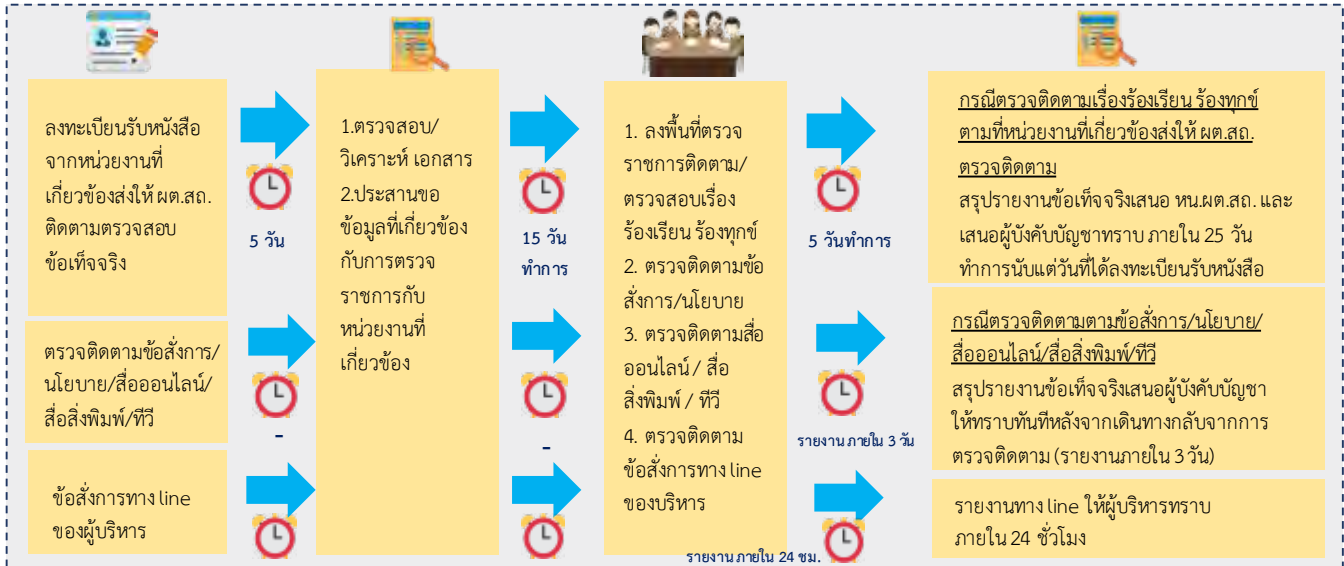 ลงทะเบียนรับหนังสือ
จากหน่วยงานที่
เกี่ยวข้องส่งให้ ผต.สถ.
ติดตามตรวจสอบ
ข้อเท็จจริง
5 วัน
1.ตรวจสอบ/
วิเคราะห์ เอกสาร
2.ประสานขอ
ข้อมูลที่เกี่ยวข้อง
กับการตรวจ
ราชการกับ
หน่วยงานที่
เกี่ยวข้อง
15 วัน
ทำการ
1. ลงพื้นที่ตรวจ
ราชการติดตาม/
ตรวจสอบเรื่อง
ร้องเรียน ร้องทุกข์
2. ตรวจติดตามข้อ
สั่งการ/นโยบาย
3. ตรวจติดตามสื่อ
ออนไลน์ / สื่อ
สิ่งพิมพ์ / ทีวี
4. ตรวจติดตาม
ข้อสั่งการทาง line
ของบริหาร
5 วันทำการ
กรณีตรวจติดตามเรื่องร้องเรียน ร้องทุกข์
ตามที่หน่วยงานที่เกี่ยวข้องส่งให้ ผต.สถ.
ตรวจติดตาม
สรุปรายงานข้อเท็จจริงเสนอ หน.ผต.สถ. และ
เสนอผู้บังคับบัญชาทราบ ภายใน 25 วัน
ทำการนับแต่วันที่ได้ลงทะเบียนรับหนังสือ
ตรวจติดตามข้อสั่งการ/
นโยบาย/สื่อออนไลน์/
สื่อสิ่งพิมพ์/ทีวี
-
-
รายงาน ภายใน 3 วัน
กรณีตรวจติดตามตามข้อสั่งการ/นโยบาย/
สื่อออนไลน์/สื่อสิ่งพิมพ์/ทีวี
สรุปรายงานข้อเท็จจริงเสนอผู้บังคับบัญชา
ให้ทราบทันทีหลังจากเดินทางกลับจากการ
ตรวจติดตาม (รายงานภายใน 3 วัน)
ข้อสั่งการทาง line
ของผู้บริหาร
รายงาน ภายใน 24 ชม.
รายงานทาง line ให้ผู้บริหารทราบ
ภายใน 24 ชั่วโมง